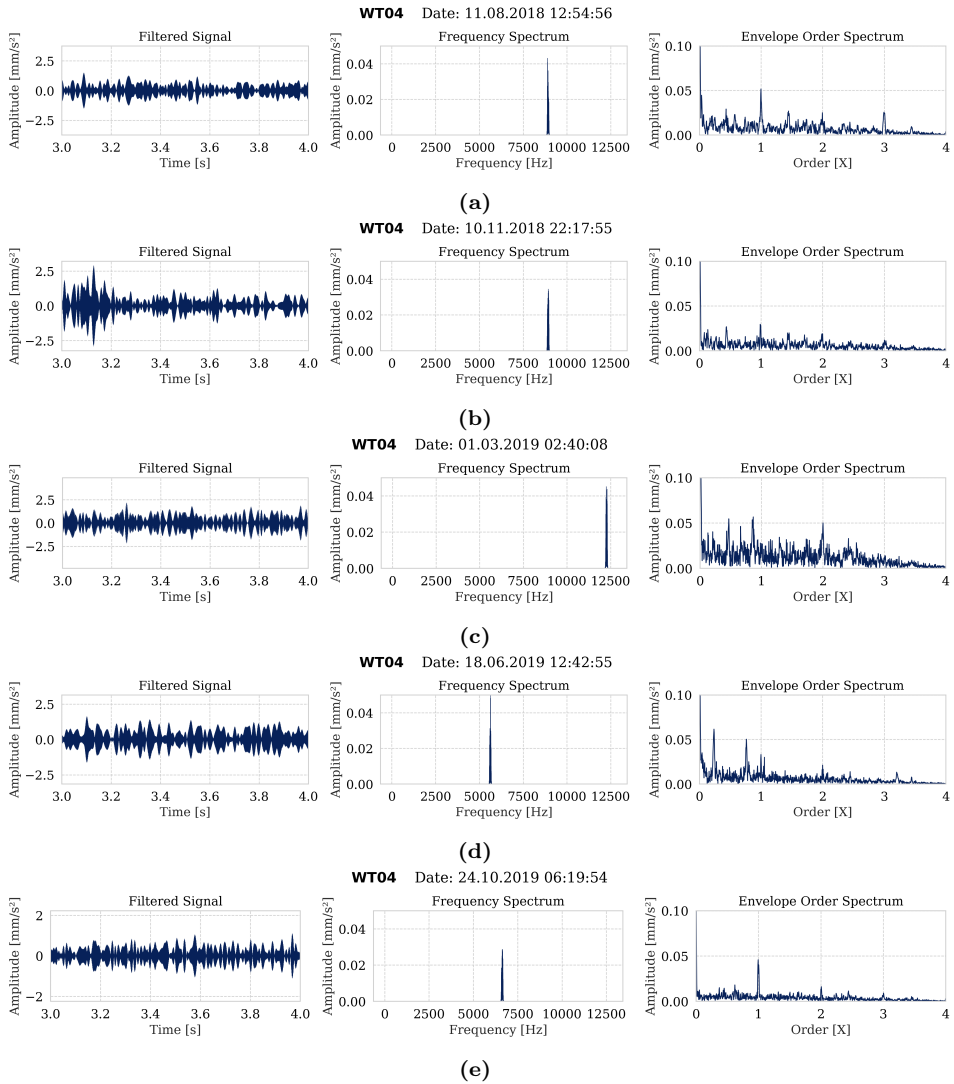 WT04 Date: 11.08.2018 12:54:56
Filtered Signal Frequency Spectrum Envelope Order Spectrum
Amplitude [mm/s²]
2.5
0.0
−2.5
3.0 3.2 3.4 3.6 3.8 4.0
Time [s]
Amplitude [mm/s²]
0.04
0.02
0.00
0 2500 5000 7500 10000 12500
Frequency [Hz]
Amplitude [mm/s²]
0.10
0.05
0.00
0 1 2 3 4
Order [X]
(a)
WT04 Date: 10.11.2018 22:17:55
Filtered Signal Frequency Spectrum Envelope Order Spectrum
Amplitude [mm/s²]
2.5
0.0
−2.5
3.0 3.2 3.4 3.6 3.8 4.0
Time [s]
Amplitude [mm/s²]
0.04
0.02
0.00
0 2500 5000 7500 10000 12500
Frequency [Hz]
Amplitude [mm/s²]
0.10
0.05
0.00
0 1 2 3 4
Order [X]
(b)
WT04 Date: 01.03.2019 02:40:08
Filtered Signal Frequency Spectrum Envelope Order Spectrum
Amplitude [mm/s²]
2.5
0.0
−2.5
3.0 3.2 3.4 3.6 3.8 4.0
Time [s]
Amplitude [mm/s²]
0.04
0.02
0.00
0 2500 5000 7500 10000 12500
Frequency [Hz]
Amplitude [mm/s²]
0.10
0.05
0.00
0 1 2 3 4
Order [X]
(c)
WT04 Date: 18.06.2019 12:42:55
Filtered Signal Frequency Spectrum Envelope Order Spectrum
Amplitude [mm/s²]
2.5
0.0
−2.5
3.0 3.2 3.4 3.6 3.8 4.0
Time [s]
Amplitude [mm/s²]
0.04
0.02
0.00
0 2500 5000 7500 10000 12500
Frequency [Hz]
Amplitude [mm/s²]
0.10
0.05
0.00
0 1 2 3 4
Order [X]
(d)
WT04 Date: 24.10.2019 06:19:54
Filtered Signal Frequency Spectrum Envelope Order Spectrum
Amplitude [mm/s²]
2
0
−2
3.0 3.2 3.4 3.6 3.8 4.0
Time [s]
Amplitude [mm/s²]
0.04
0.02
0.00
0 2500 5000 7500 10000 12500
Frequency [Hz]
Amplitude [mm/s²]
0.10
0.05
0.00
0 1 2 3 4
Order [X]
(e)